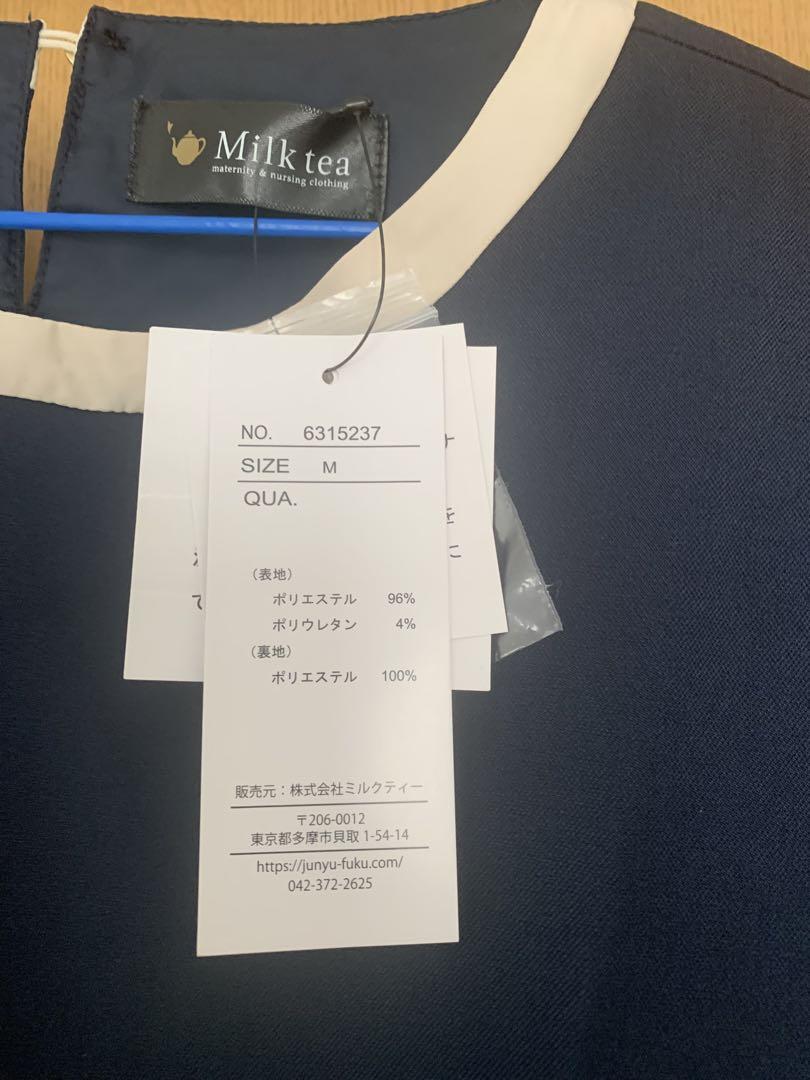 Milk tea
maternity & nursing clothing
NO. 6315237
SIZE M
QUA.
（表地）
ポリエステル 96%
ポリウレタン 4%
（裏地）
ポリエステル 100%
販売元：株式会社ミルクティー
〒206-0012
東京都多摩市貝取 1-54-14
https://junyu-fuku.com/
042-372-2625
を
に
て